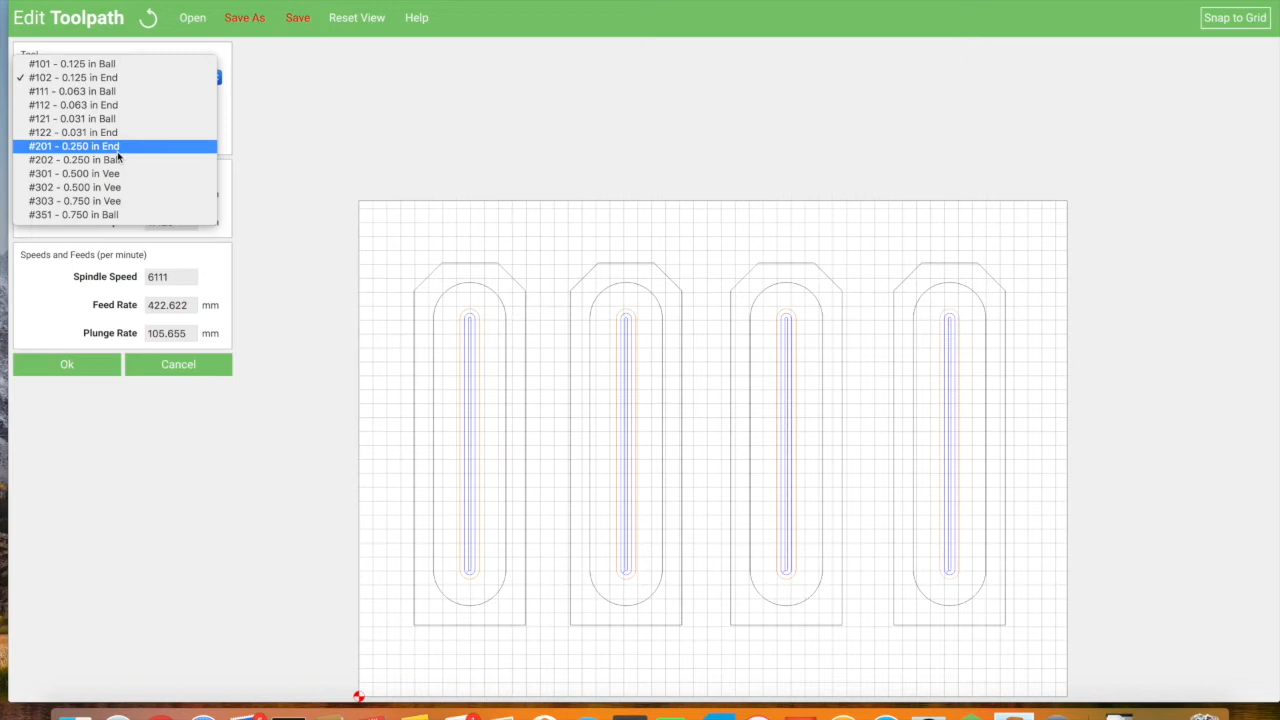 Edit Toolpath Open Save As Save Reset View Help Snap to Grid
Tool
#101 - 0.125 in Ball
✓ #102 - 0.125 in End
#111 - 0.063 in Ball
#112 - 0.063 in End
#121 - 0.031 in Ball
#122 - 0.031 in End
#201 - 0.250 in End
#202 - 0.250 in Ball
#301 - 0.500 in Vee
#302 - 0.500 in Vee
#303 - 0.750 in Vee
#351 - 0.750 in Ball
Speeds and Feeds (per minute)
Spindle Speed 6111
Feed Rate 422.622 mm
Plunge Rate 105.655 mm
Ok Cancel